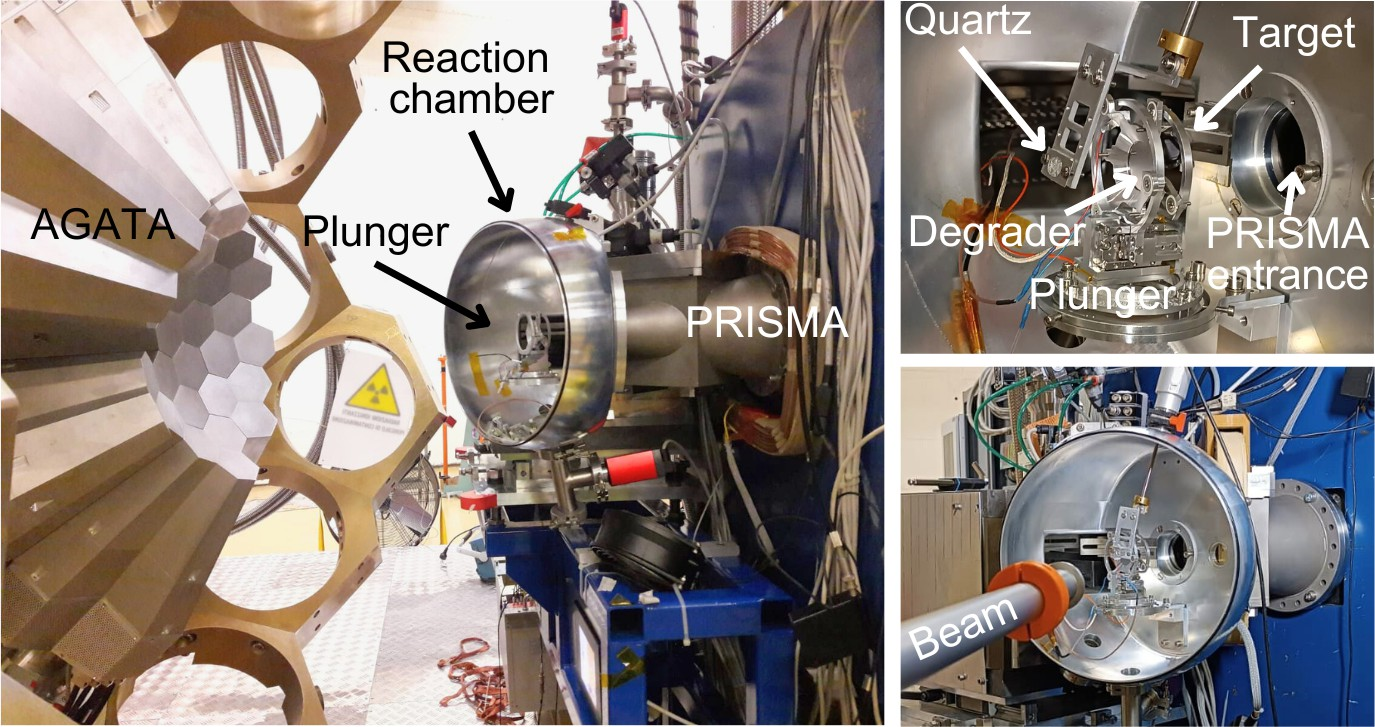 Reaction
chamber
AGATA
Plunger
PRISMA
Quartz
Target
Degrader
PRISMA
entrance
Plunger
Beam